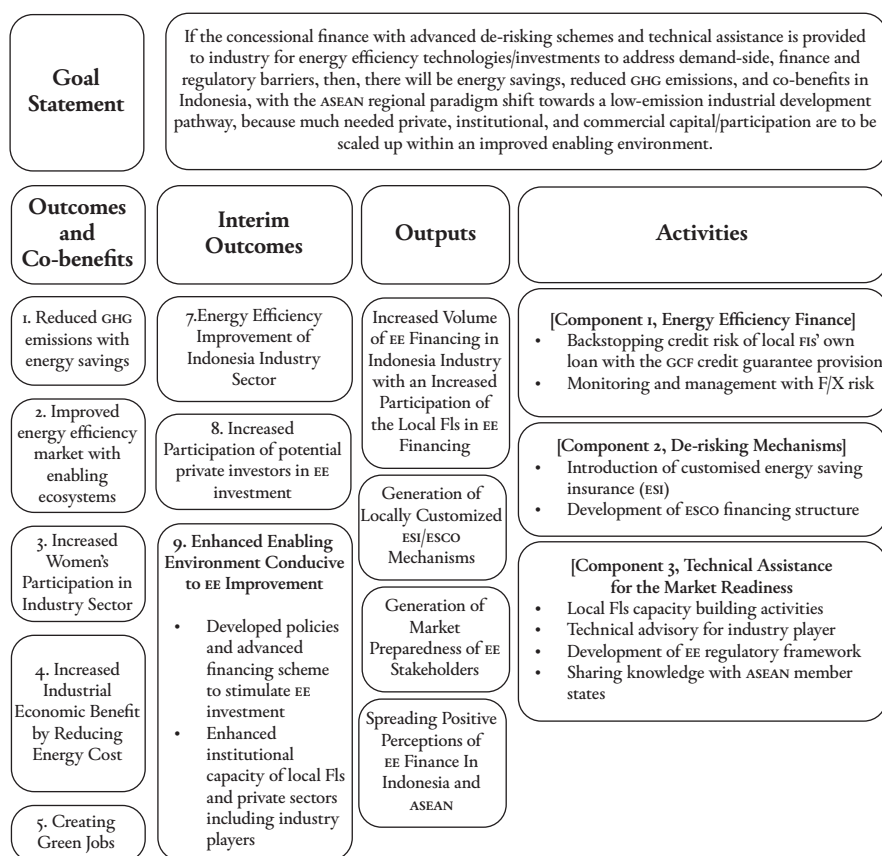 Goal
Statement
If the concessional finance with advanced de-risking schemes and technical assistance is provided
to industry for energy efficiency technologies/investments to address demand-side, finance and
regulatory barriers, then, there will be energy savings, reduced GHG emissions, and co-benefits in
Indonesia, with the ASEAN regional paradigm shift towards a low-emission industrial development
pathway, because much needed private, institutional, and commercial capital/participation are to be
scaled up within an improved enabling environment.
Outcomes
and
Co-benefits
Interim
Outcomes
Outputs
Activities
1. Reduced GHG
emissions with
energy savings
2. Improved
energy efficiency
market with
enabling
ecosystems
3. Increased
Women's
Participation in
Industry Sector
4. Increased
Industrial
Economic Benefit
by Reducing
Energy Cost
5. Creating
Green Jobs
7.Energy Efficiency
Improvement of
Indonesia Industry
Sector
8. Increased
Participation of potential
private investors in EE
investment
9. Enhanced Enabling
Environment Conducive
to EE Improvement
• Developed policies
and advanced
financing scheme
to stimulate EE
investment
• Enhanced
institutional
capacity of local Fls
and private sectors
including industry
players
Increased Volume
of EE Financing in
Indonesia Industry
with an Increased
Participation of
the Local Fls in EE
Financing
Generation of
Locally Customized
ESI/ESCO
Mechanisms
Generation of
Market
Preparedness of EE
Stakeholders
Spreading Positive
Perceptions of
EE Finance In
Indonesia and
ASEAN
[Component 1, Energy Efficiency Finance]
• Backstopping credit risk of local FIs' own
loan with the GCF credit guarantee provision
• Monitoring and management with F/X risk
[Component 2, De-risking Mechanisms]
• Introduction of customised energy saving
insurance (ESI)
• Development of ESCO financing structure
[Component 3, Technical Assistance
for the Market Readiness
• Local Fls capacity building activities
• Technical advisory for industry player
• Development of EE regulatory framework
• Sharing knowledge with ASEAN member
states